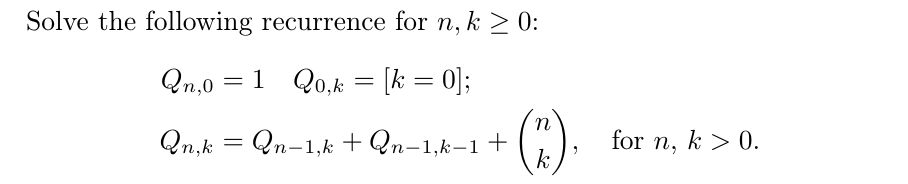 Solve the following recurrence for n, k ≥ 0:
Q_{n,0} = 1 Q_{0,k} = [k = 0];
Q_{n,k} = Q_{n−1,k} + Q_{n−1,k−1} + \binom{n}{k}, for n, k > 0.